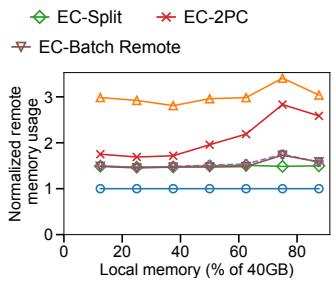 EC-Split EC-2PC
EC-Batch Remote
Normalized remote
memory usage
3
2
1
0
0 20 40 60 80
Local memory (% of 40GB)